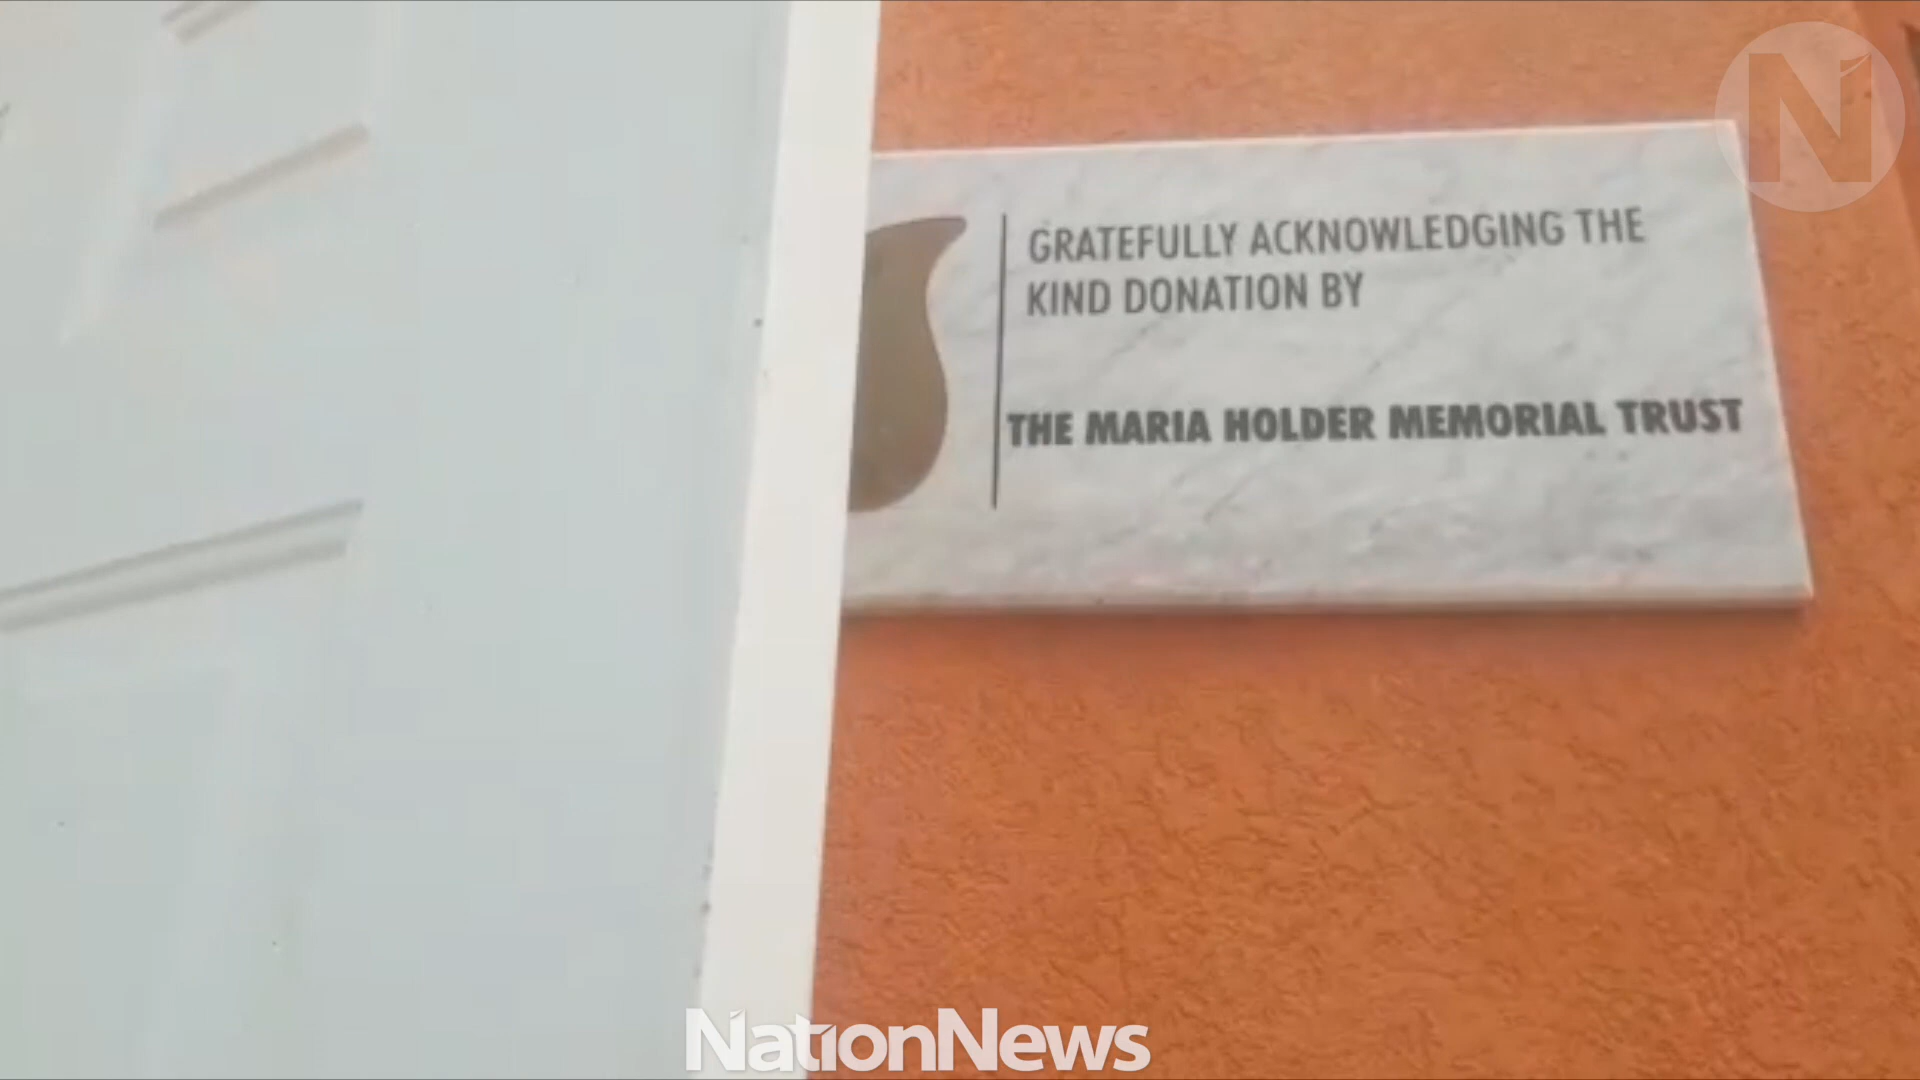 N
GRATEFULLY ACKNOWLEDGING THE
KIND DONATION BY
THE MARIA HOLDER MEMORIAL TRUST
NationNews